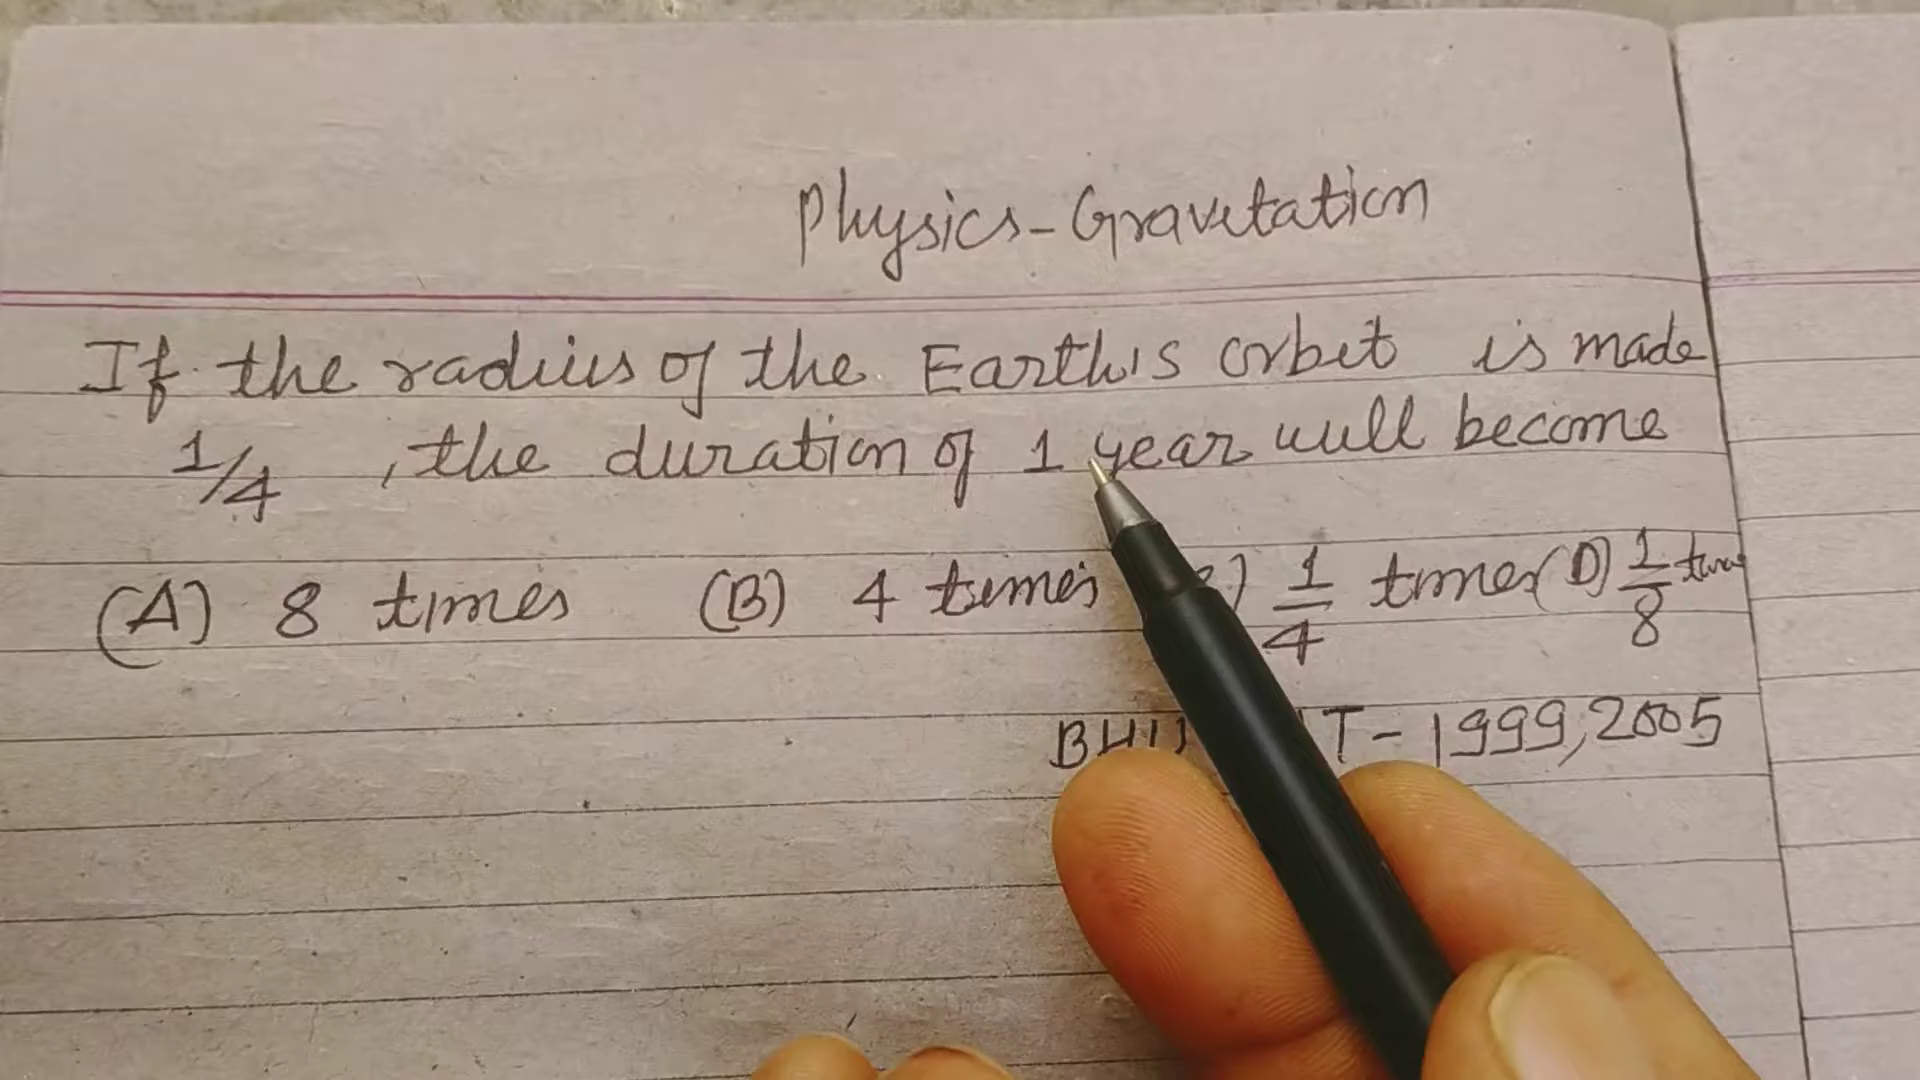 Physics-Gravitation
If the radius of the Earth's orbit is made
1/4 , the duration of 1 year will become
(A) 8 times (B) 4 times ) 1/4 times (D) 1/8 times
T-1999,2005